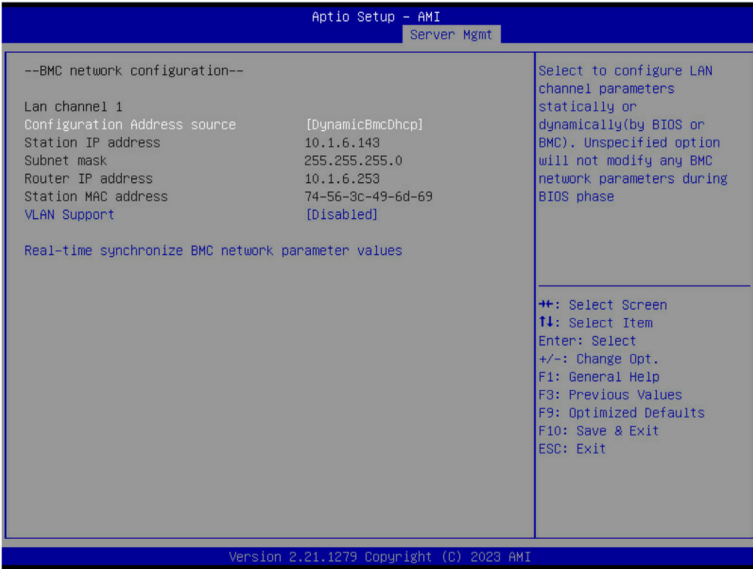 Aptio Setup – AMI
Server Mgmt
--BMC network configuration--
Lan channel 1
Configuration Address source [DynamicBmcDhcp]
Station IP address 10.1.6.143
Subnet mask 255.255.255.0
Router IP address 10.1.6.253
Station MAC address 74-56-3c-49-6d-69
VLAN Support [Disabled]
Real-time synchronize BMC network parameter values
Select to configure LAN
channel parameters
statically or
dynamically(by BIOS or
BMC). Unspecified option
will not modify any BMC
network parameters during
BIOS phase
→←: Select Screen
↑↓: Select Item
Enter: Select
+/-: Change Opt.
F1: General Help
F3: Previous Values
F9: Optimized Defaults
F10: Save & Exit
ESC: Exit
Version 2.21.1279 Copyright (C) 2023 AMI